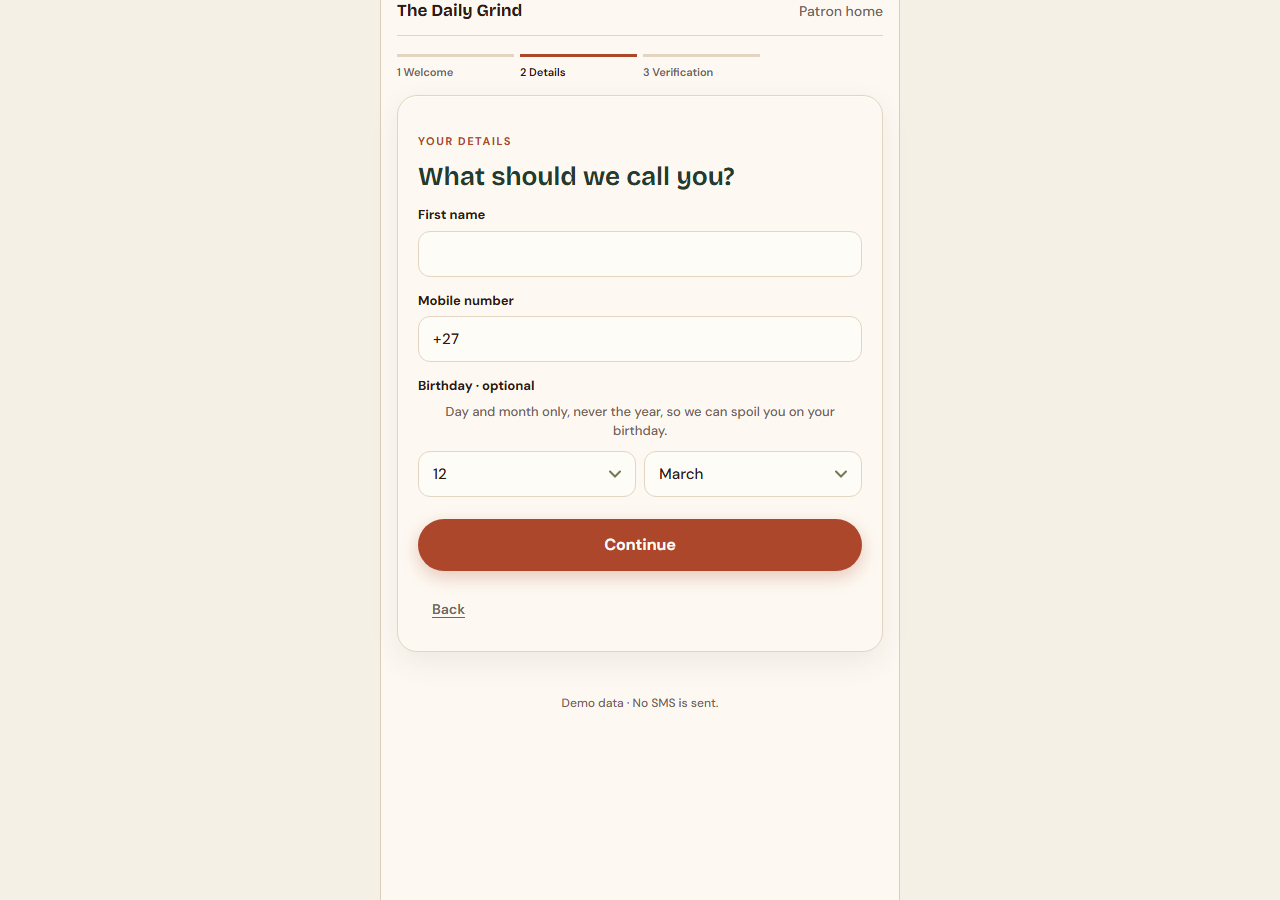 The Daily Grind
Patron home
1 Welcome
2 Details
3 Verification
YOUR DETAILS
What should we call you?
First name
Mobile number
+27
Birthday · optional
Day and month only, never the year, so we can spoil you on your
birthday.
12
March
Continue
Back
Demo data · No SMS is sent.